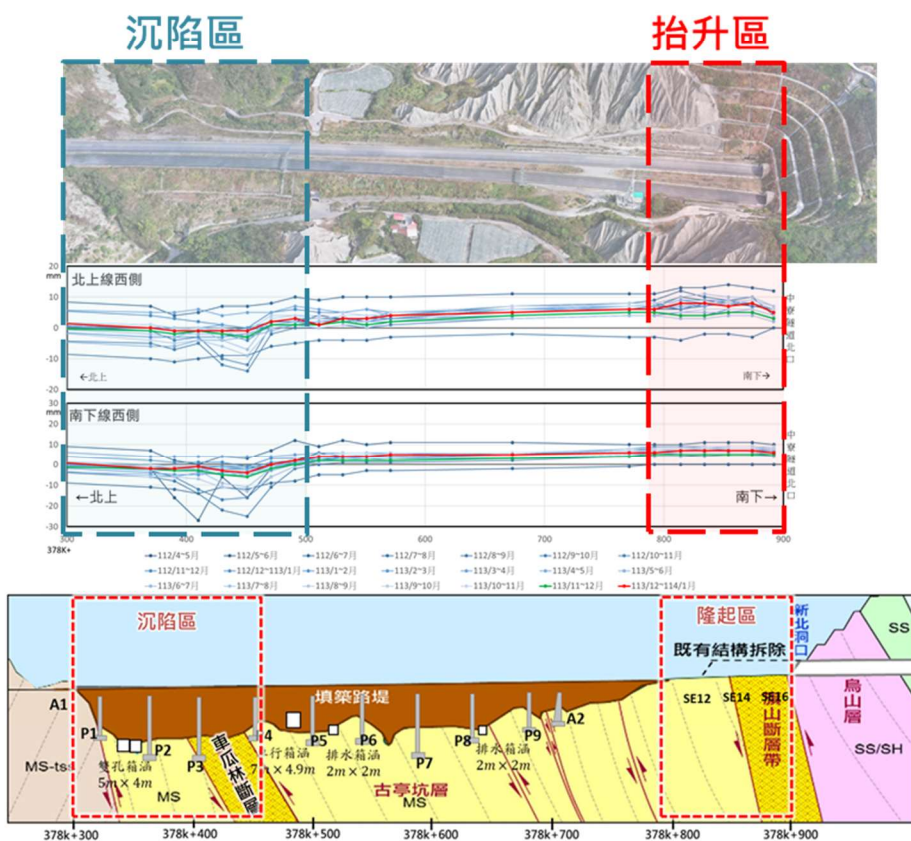 沉陷區
抬升區
20
mm
10
0
-10
-20
北上線西側
←北上
南下→
中寮隧道北口
30
mm
20
10
0
-10
-20
-30
南下線西側
←北上
南下→
中寮隧道北口
300
400
500
600
700
800
900
378K+
112/4~5月
112/5~6月
112/6~7月
112/7~8月
112/8~9月
112/9~10月
112/10~11月
112/11~12月
112/12~113/1月
113/1~2月
113/2~3月
113/3~4月
113/4~5月
113/5~6月
113/6~7月
113/7~8月
113/8~9月
113/9~10月
113/10~11月
113/11~12月
113/12~114/1月
沉陷區
隆起區
既有結構拆除
新北洞口
SS
A1
填築路堤
SE12
SE14
SE16
旗山斷層帶
烏山層
SS/SH
P1
P2
P3
4
P5
P6
P7
P8
P9
A2
雙孔箱涵
5m×4m
車瓜林斷層
行箱涵
m×4.9m
排水箱涵
2m×2m
排水箱涵
2m×2m
MS-tss
MS
古亭坑層
MS
378k+300
378k+400
378k+500
378k+600
378k+700
378k+800
378k+900